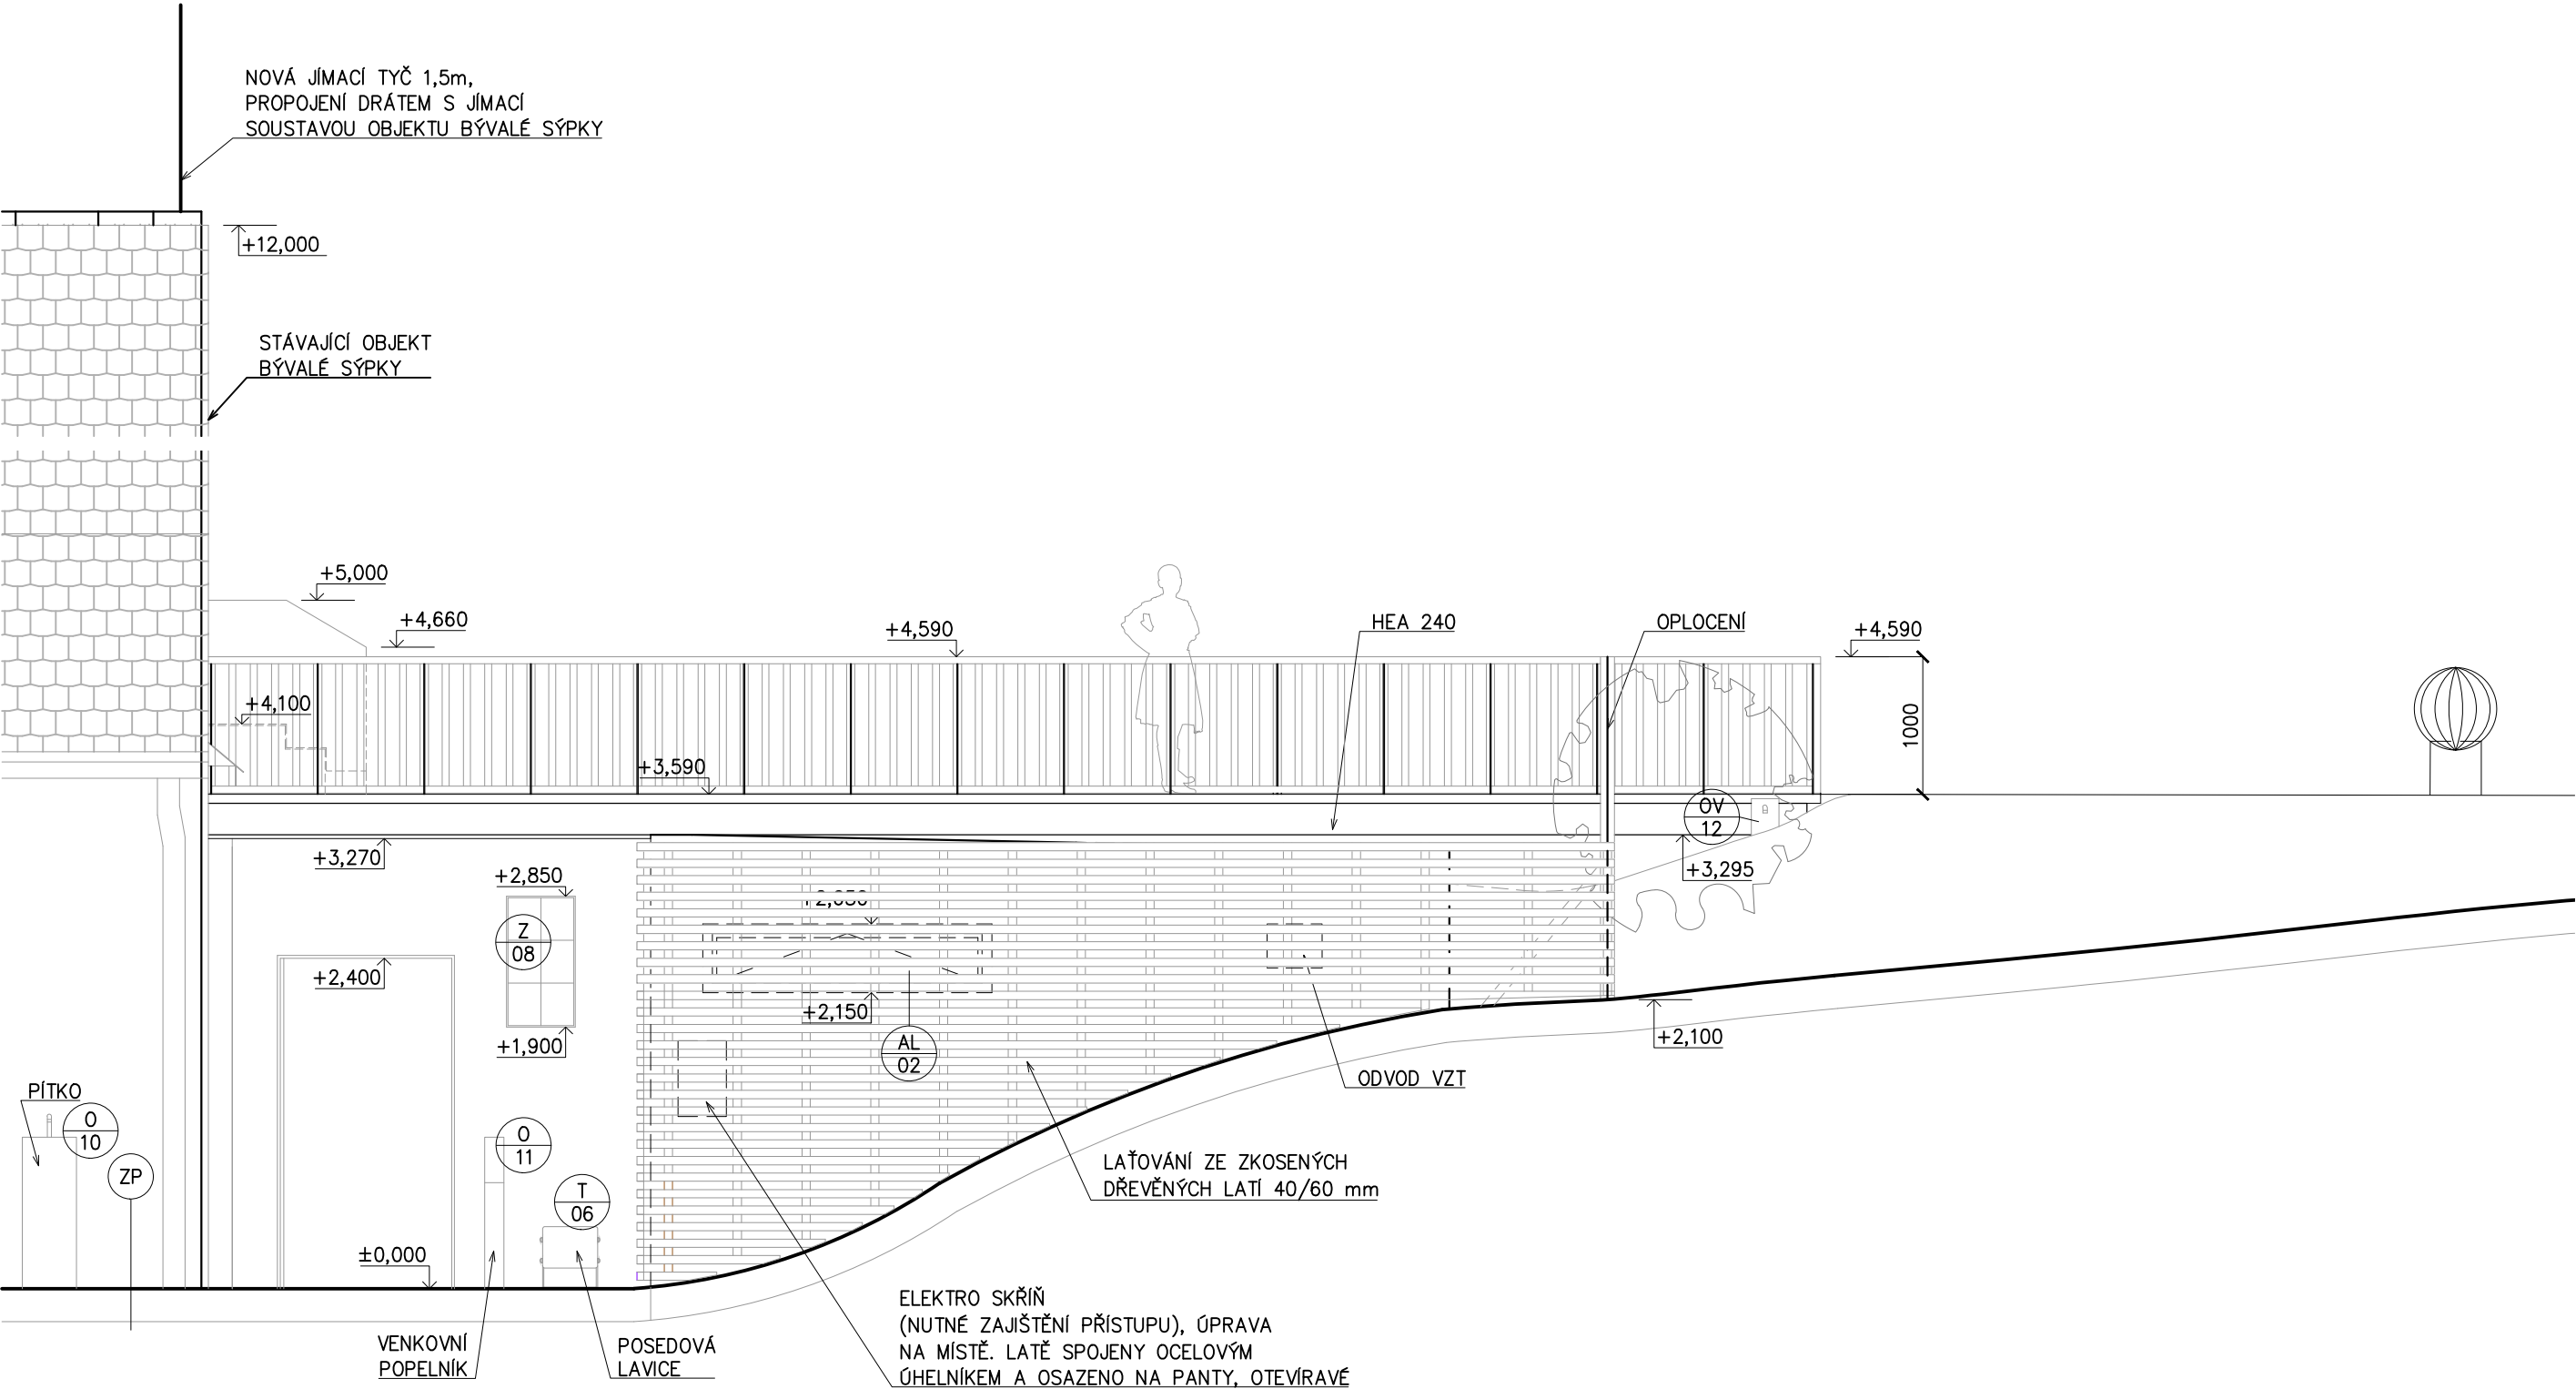 NOVÁ JÍMACÍ TYČ 1,5m,
PROPOJENÍ DRÁTEM S JÍMACÍ
SOUSTAVOU OBJEKTU BÝVALÉ SÝPKY
+12,000
STÁVAJÍCÍ OBJEKT
BÝVALÉ SÝPKY
+5,000
+4,660
+4,590
HEA 240
OPLOCENÍ
+4,590
+4,100
1000
+3,590
OV
12
+3,270
+3,295
+2,850
Z
08
+2,400
+2,150
+1,900
AL
02
+2,100
ODVOD VZT
PÍTKO
O
10
O
11
ZP
LAŤOVÁNÍ ZE ZKOSENÝCH
DŘEVĚNÝCH LATÍ 40/60 mm
T
06
±0,000
ELEKTRO SKŘÍŇ
(NUTNÉ ZAJIŠTĚNÍ PŘÍSTUPU), ÚPRAVA
NA MÍSTĚ. LATĚ SPOJENY OCELOVÝM
ÚHELNÍKEM A OSAZENO NA PANTY, OTEVÍRAVÉ
VENKOVNÍ
POPELNÍK
POSEDOVÁ
LAVICE